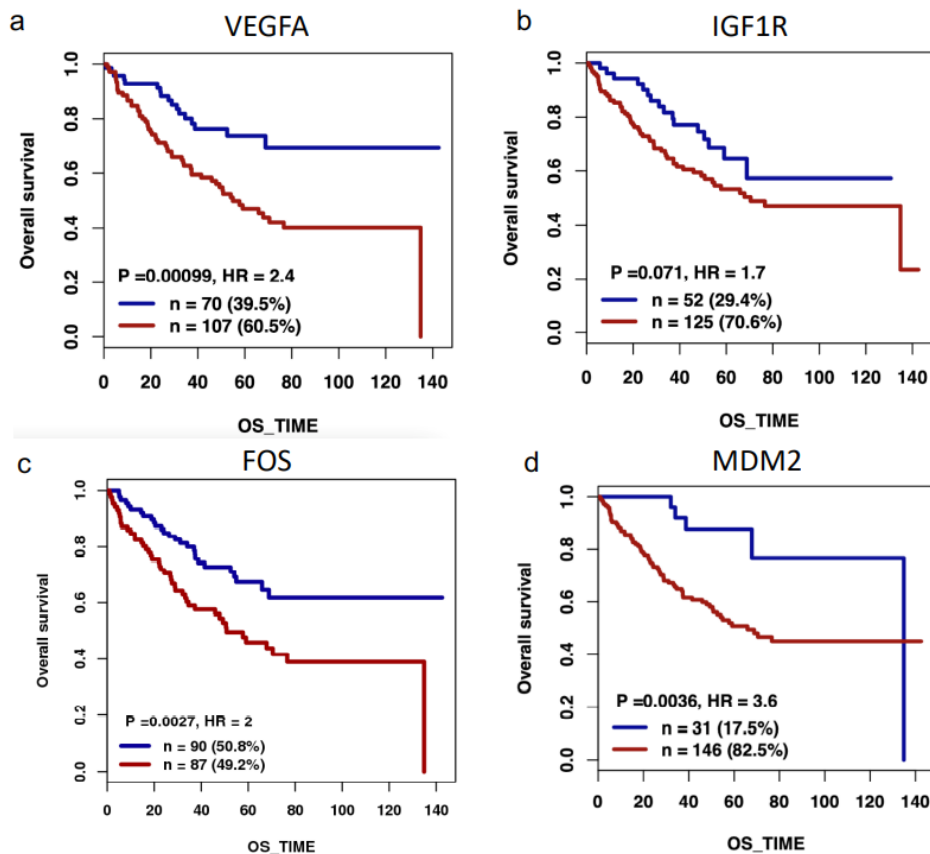 a
VEGFA
Overall survival
1.0
0.8
0.6
0.4
0.2
0.0
P =0.00099, HR = 2.4
n = 70 (39.5%)
n = 107 (60.5%)
0 20 40 60 80 100 120 140
OS_TIME
b
IGF1R
Overall survival
1.0
0.8
0.6
0.4
0.2
0.0
P =0.071, HR = 1.7
n = 52 (29.4%)
n = 125 (70.6%)
0 20 40 60 80 100 120 140
OS_TIME
c
FOS
Overall survival
1.0
0.8
0.6
0.4
0.2
0.0
P =0.0027, HR = 2
n = 90 (50.8%)
n = 87 (49.2%)
0 20 40 60 80 100 120 140
OS_TIME
d
MDM2
Overall survival
1.0
0.8
0.6
0.4
0.2
0.0
P =0.0036, HR = 3.6
n = 31 (17.5%)
n = 146 (82.5%)
0 20 40 60 80 100 120 140
OS_TIME